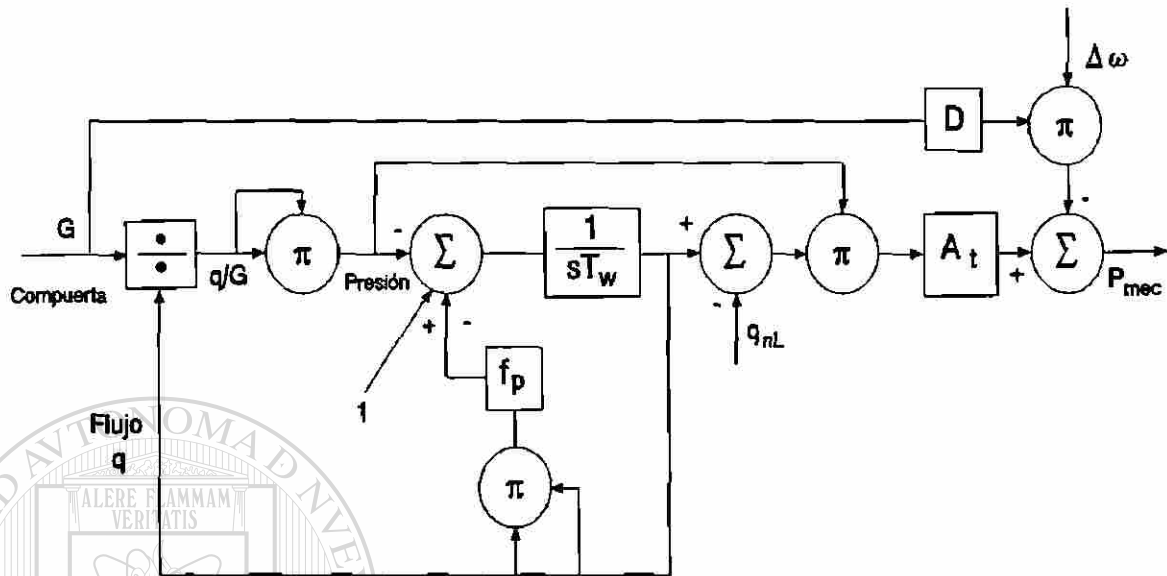 Δω
D
π
G
÷
q/G
π
Presión
-
Σ
1
sT_w
+
Σ
-
q_nL
π
A_t
+
-
Σ
P_mec
Compuerta
+
-
1
f_p
π
Flujo
q
ALERE FLAMMAM
VERITATIS